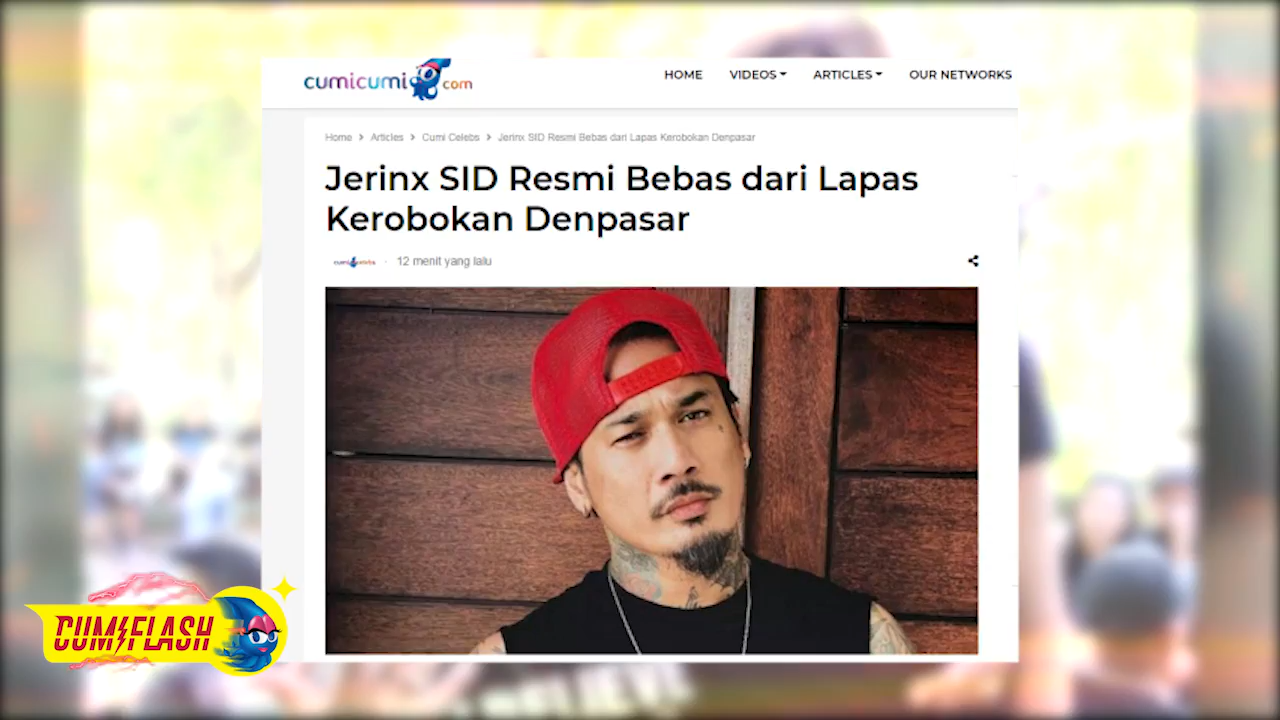 cumicumi com
HOME VIDEOS ARTICLES OUR NETWORKS
Home > Articles > Cumi Celebs > Jerinx SID Resmi Bebas dari Lapas Kerobokan Denpasar
Jerinx SID Resmi Bebas dari Lapas
Kerobokan Denpasar
12 menit yang lalu
CUMIFLASH